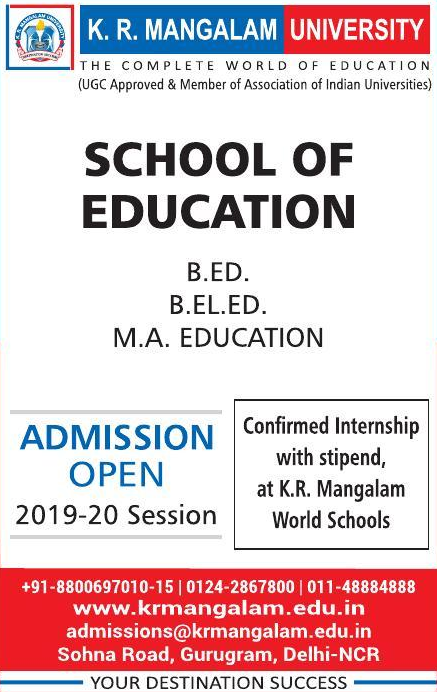 K. R. MANGALAM UNIVERSITY
THE COMPLETE WORLD OF EDUCATION
(UGC Approved & Member of Association of Indian Universities)
SCHOOL OF
EDUCATION
B.ED.
B.EL.ED.
M.A. EDUCATION
ADMISSION
OPEN
2019-20 Session
Confirmed Internship
with stipend,
at K.R. Mangalam
World Schools
+91-8800697010-15 | 0124-2867800 | 011-48884888
www.krmangalam.edu.in
admissions@krmangalam.edu.in
Sohna Road, Gurugram, Delhi-NCR
YOUR DESTINATION SUCCESS